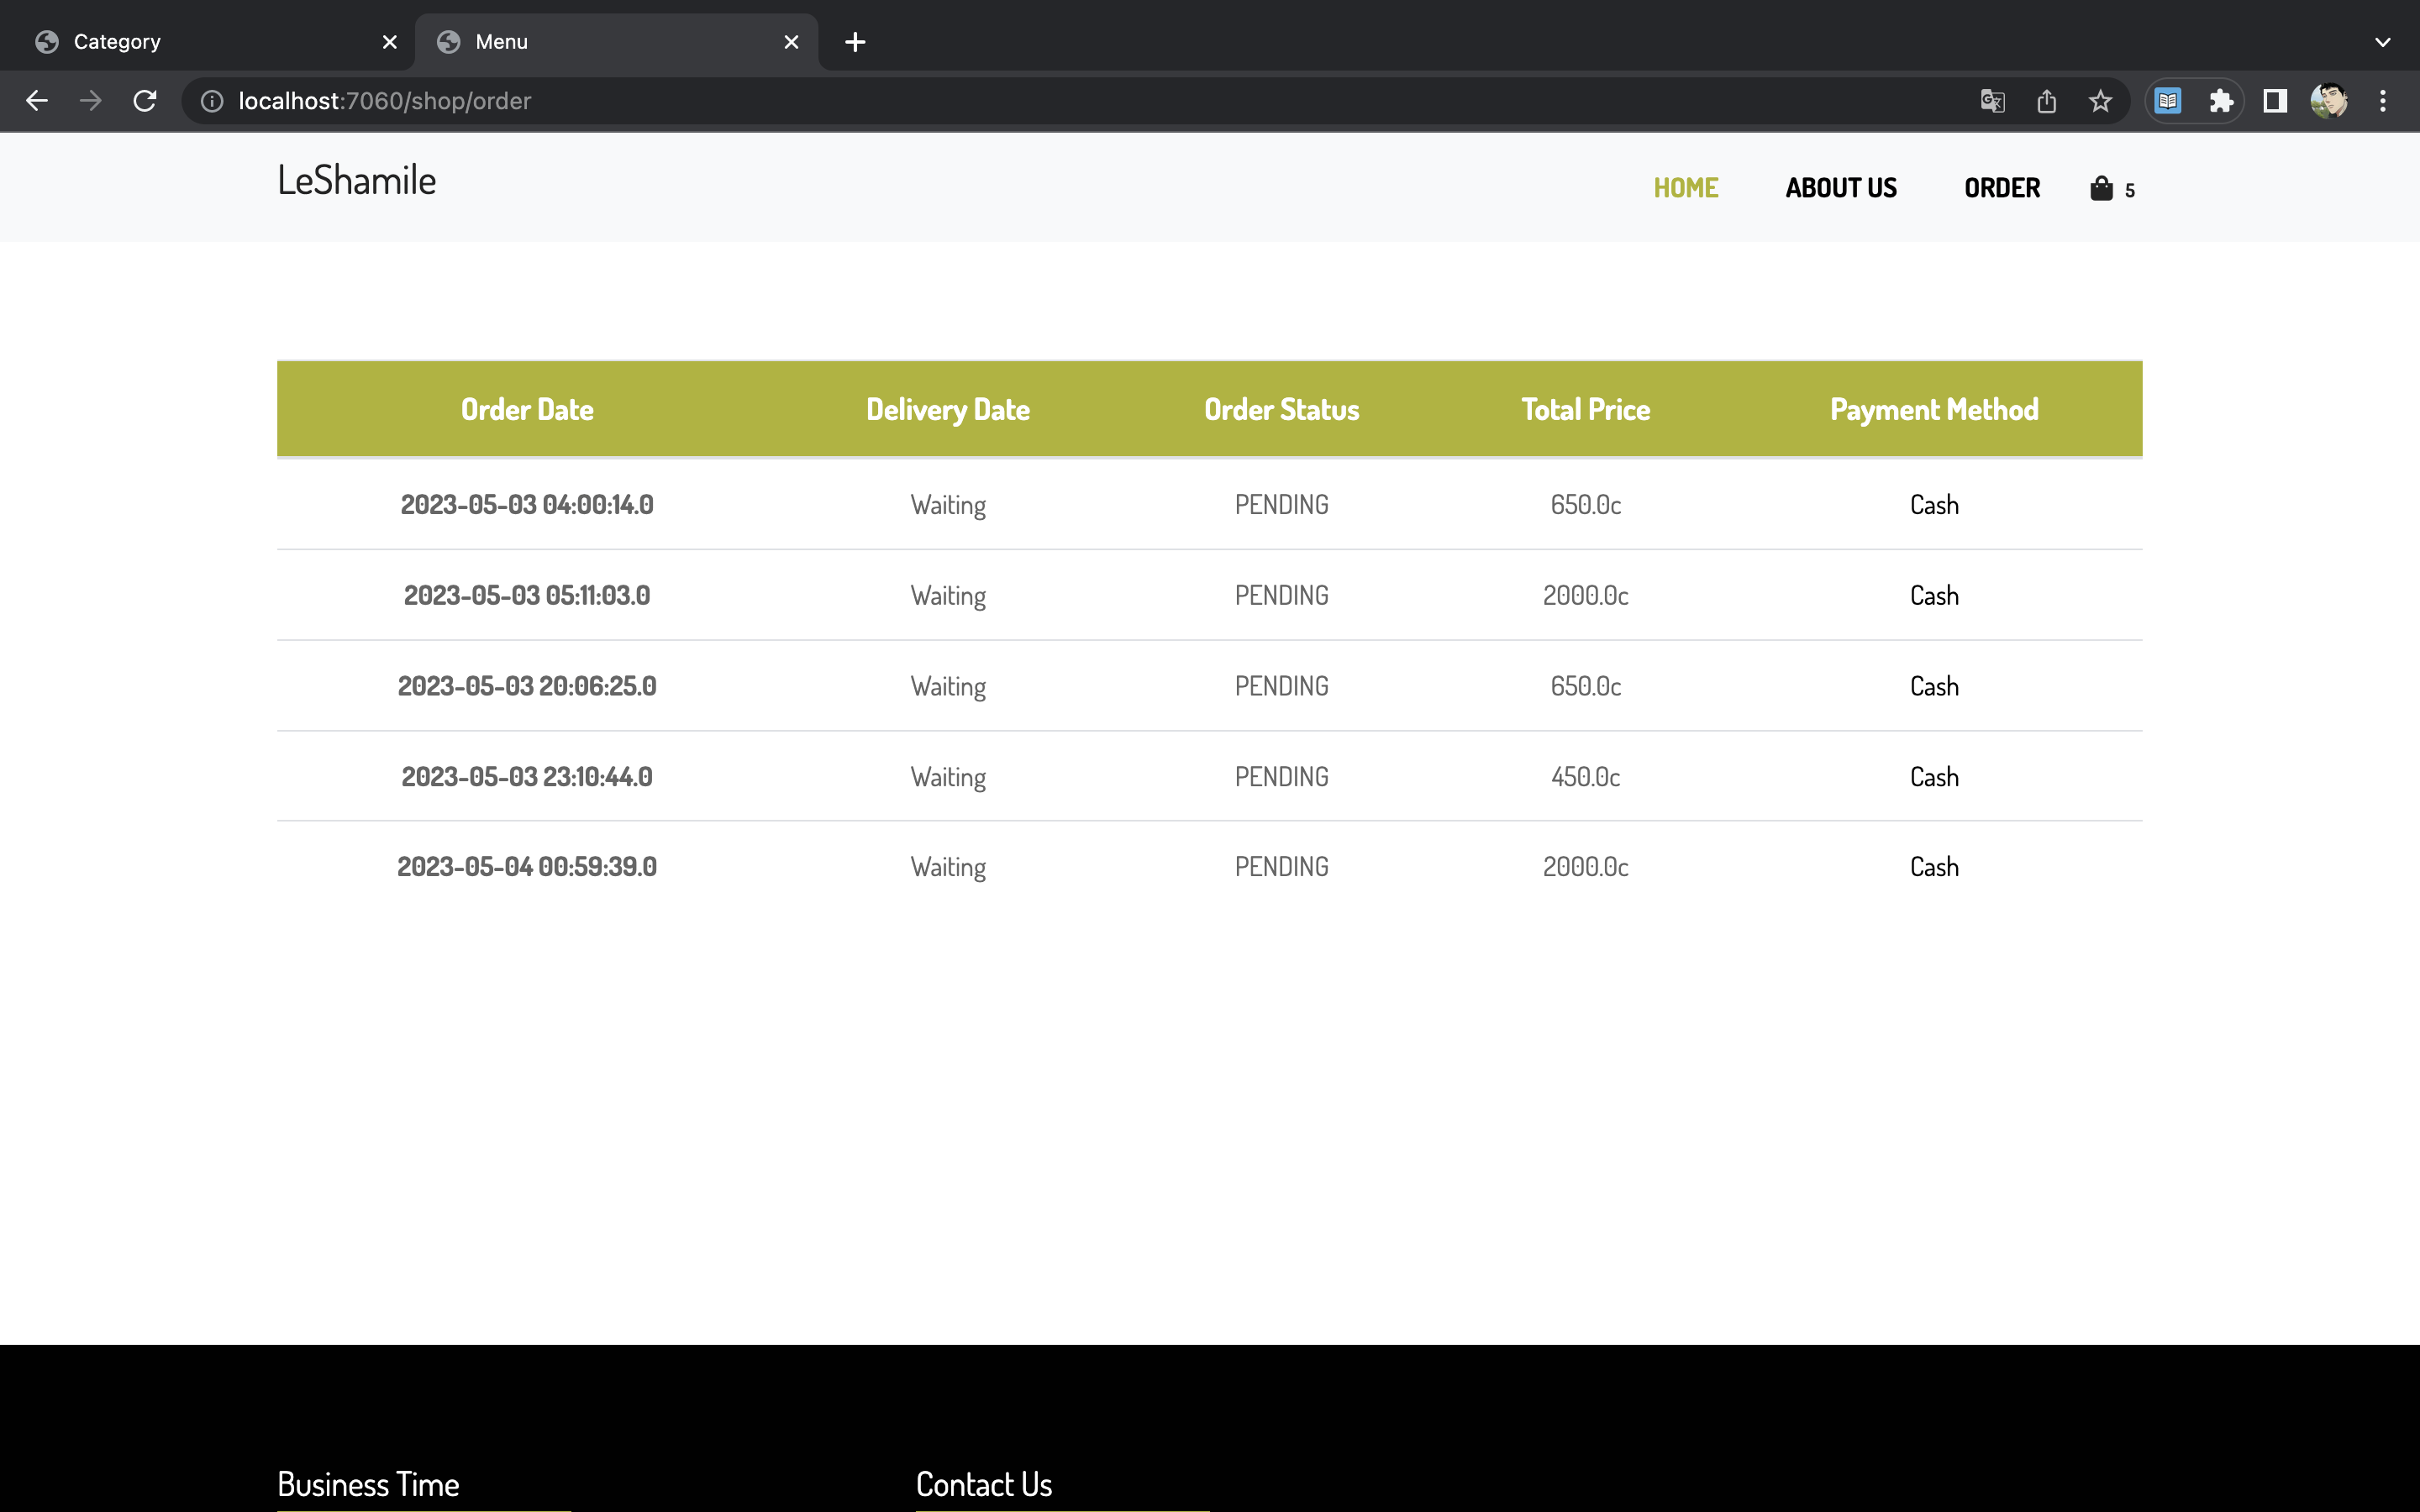 Category
Menu
localhost:7060/shop/order
LeShamile
HOME ABOUT US ORDER 5
Order Date Delivery Date Order Status Total Price Payment Method
2023-05-03 04:00:14.0 Waiting PENDING 650.0c Cash
2023-05-03 05:11:03.0 Waiting PENDING 2000.0c Cash
2023-05-03 20:06:25.0 Waiting PENDING 650.0c Cash
2023-05-03 23:10:44.0 Waiting PENDING 450.0c Cash
2023-05-04 00:59:39.0 Waiting PENDING 2000.0c Cash
Business Time
Contact Us